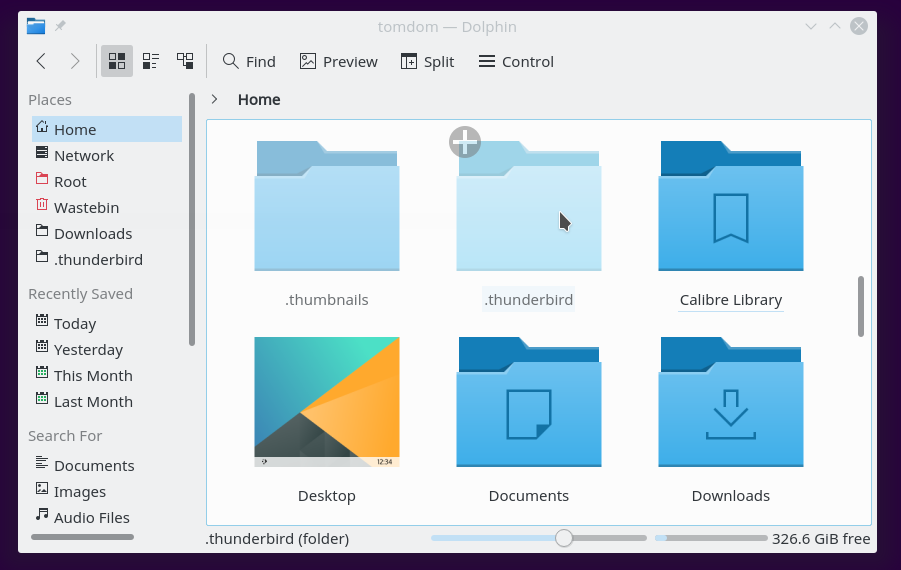 tomdom — Dolphin
Find Preview Split Control
Places
Home
Network
Root
Wastebin
Downloads
.thunderbird
Recently Saved
Today
Yesterday
This Month
Last Month
Search For
Documents
Images
Audio Files
Home
.thumbnails .thunderbird Calibre Library
12:34
Desktop Documents Downloads
.thunderbird (folder) 326.6 GiB free